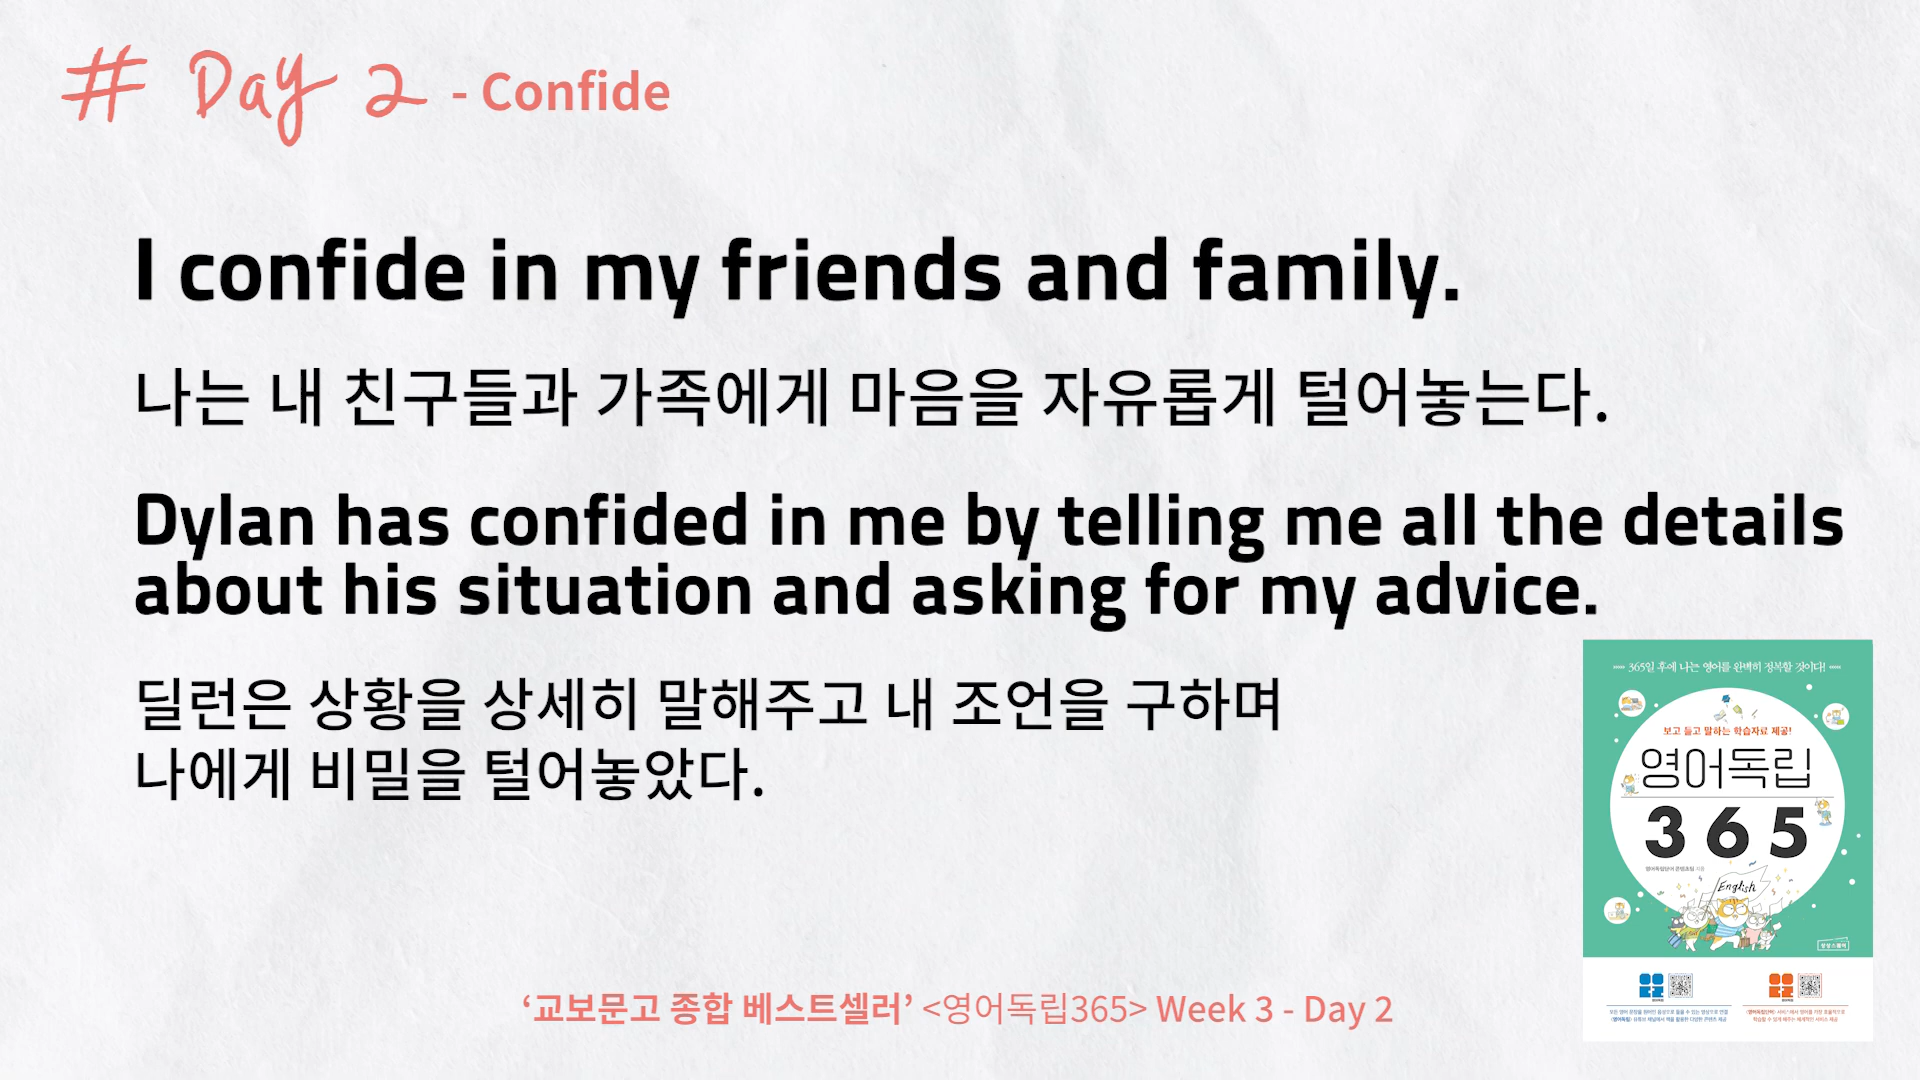 # Day 2 - Confide
I confide in my friends and family.
나는 내 친구들과 가족에게 마음을 자유롭게 털어놓는다.
Dylan has confided in me by telling me all the details
about his situation and asking for my advice.
딜런은 상황을 상세히 말해주고 내 조언을 구하며
나에게 비밀을 털어놓았다.
365일 후에 나는 영어를 완벽히 정복할 것이다!
보고 듣고 말하는 학습자료 제공!
영어독립
365
English
‘교보문고 종합 베스트셀러’ <영어독립365> Week 3 - Day 2